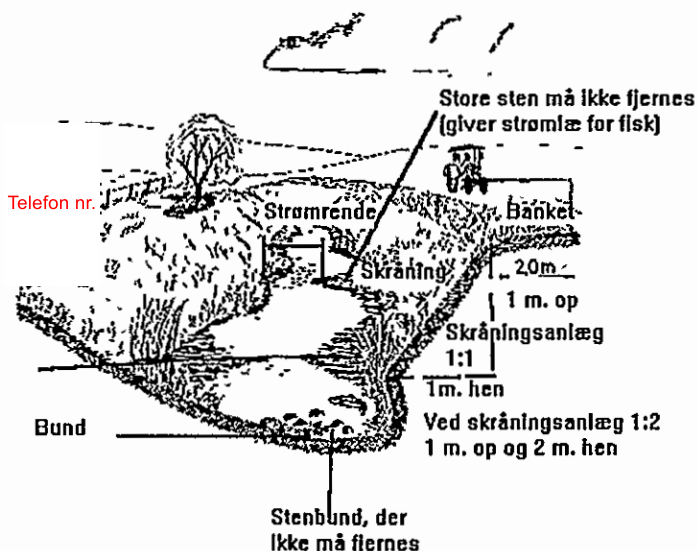 Store sten må ikke fjernes
(giver strømlæ for fisk)
Telefon nr.
Strømrende
Banket
Skråning
2,0m
1 m. op
Skråningsanlæg
1:1
1m. hen
Bund
Ved skråningsanlæg 1:2
1 m. op og 2 m. hen
Stenbund, der
ikke må fjernes